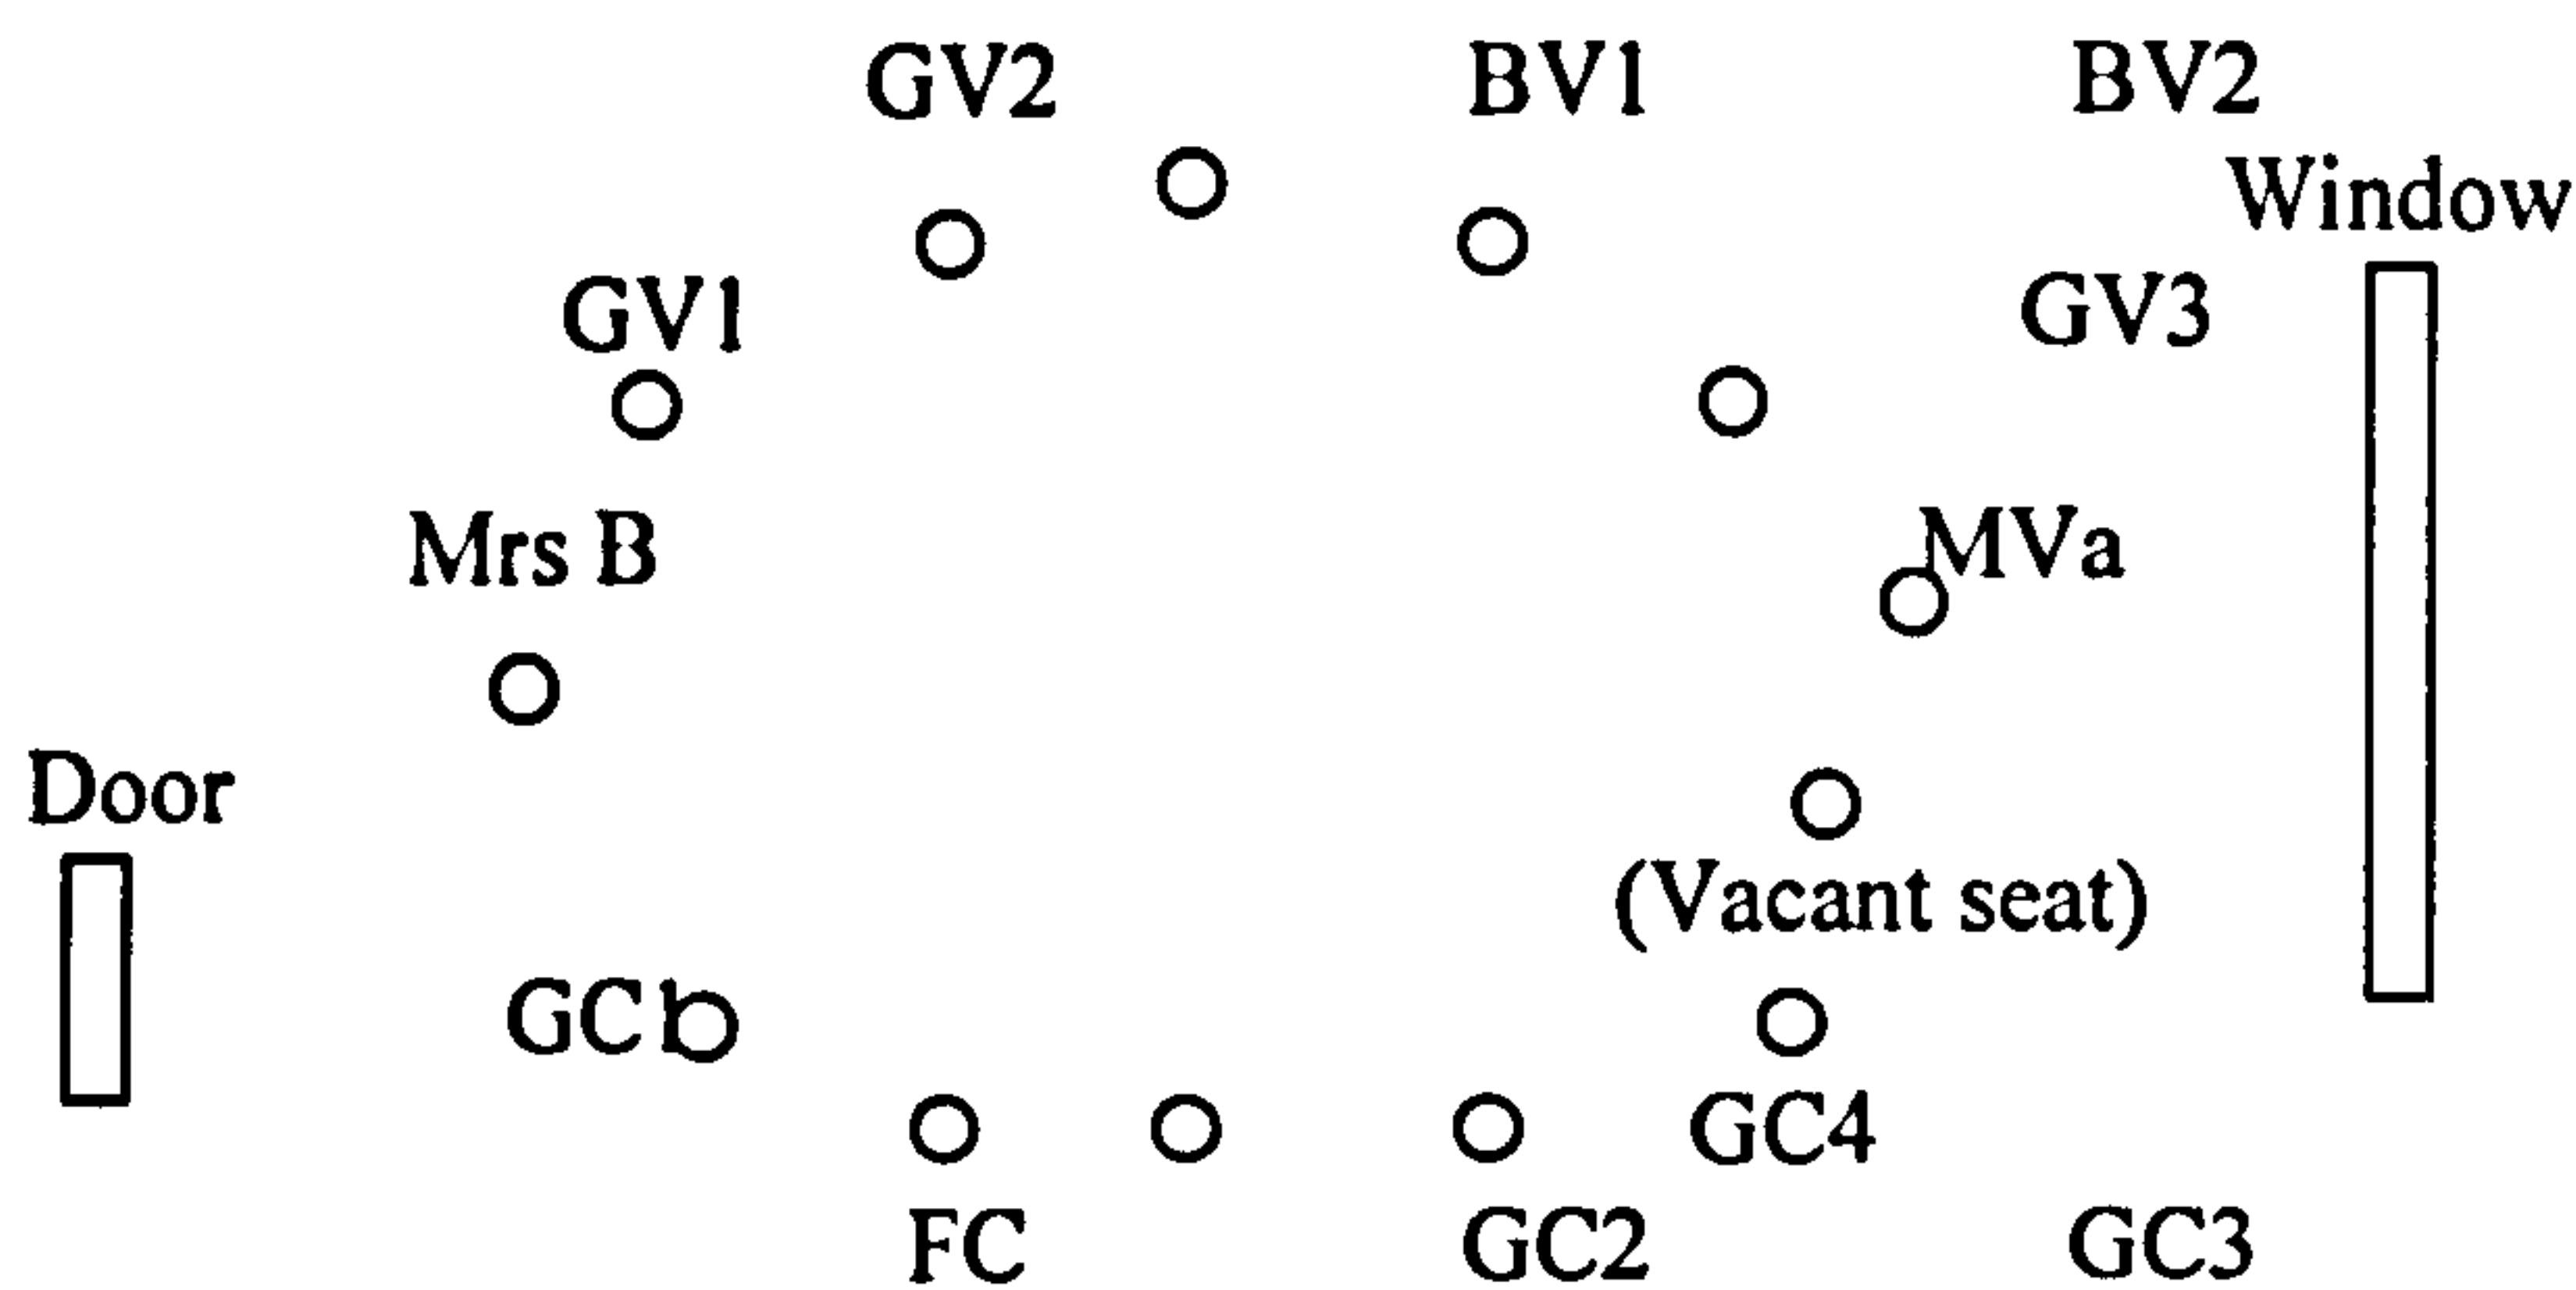 GV2 BV1 BV2
Window
GV1 GV3
Mrs B MVa
Door
(Vacant seat)
GC1
GC4
FC GC2 GC3